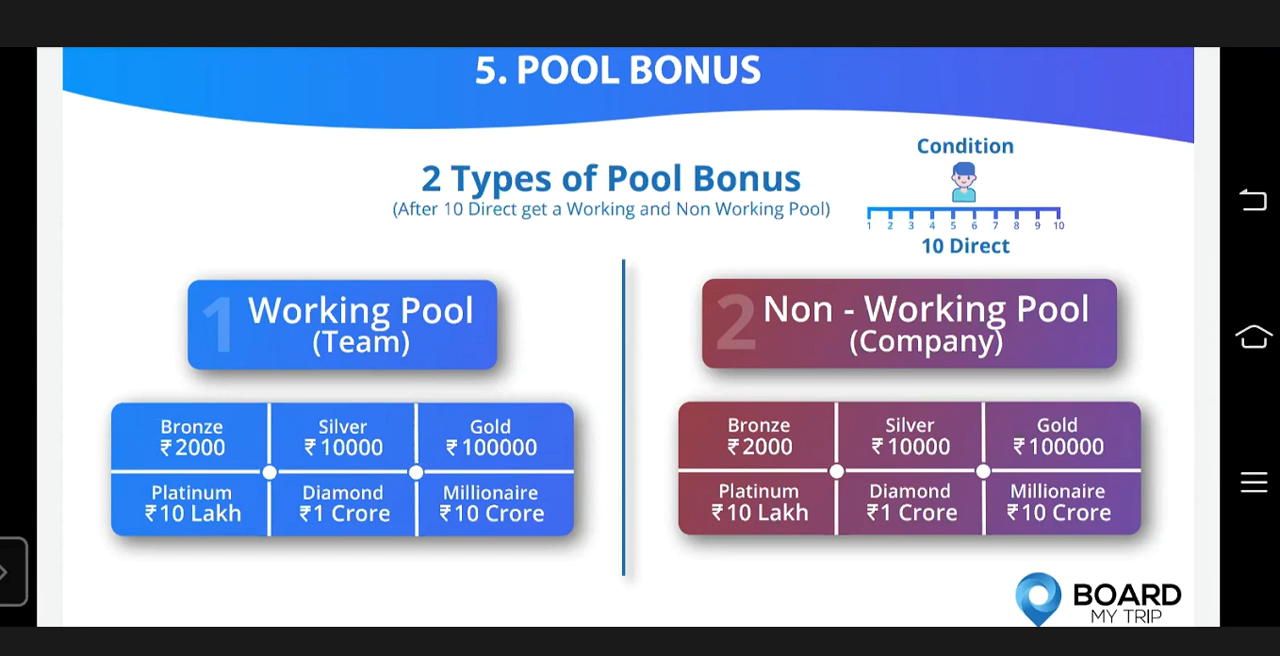 5. POOL BONUS
2 Types of Pool Bonus
(After 10 Direct get a Working and Non Working Pool)
Condition
1 2 3 4 5 6 7 8 9 10
10 Direct
1 Working Pool
(Team)
Bronze
₹2000
Silver
₹10000
Gold
₹100000
Platinum
₹10 Lakh
Diamond
₹1 Crore
Millionaire
₹10 Crore
2 Non - Working Pool
(Company)
Bronze
₹2000
Silver
₹10000
Gold
₹100000
Platinum
₹10 Lakh
Diamond
₹1 Crore
Millionaire
₹10 Crore
BOARD
MY TRIP